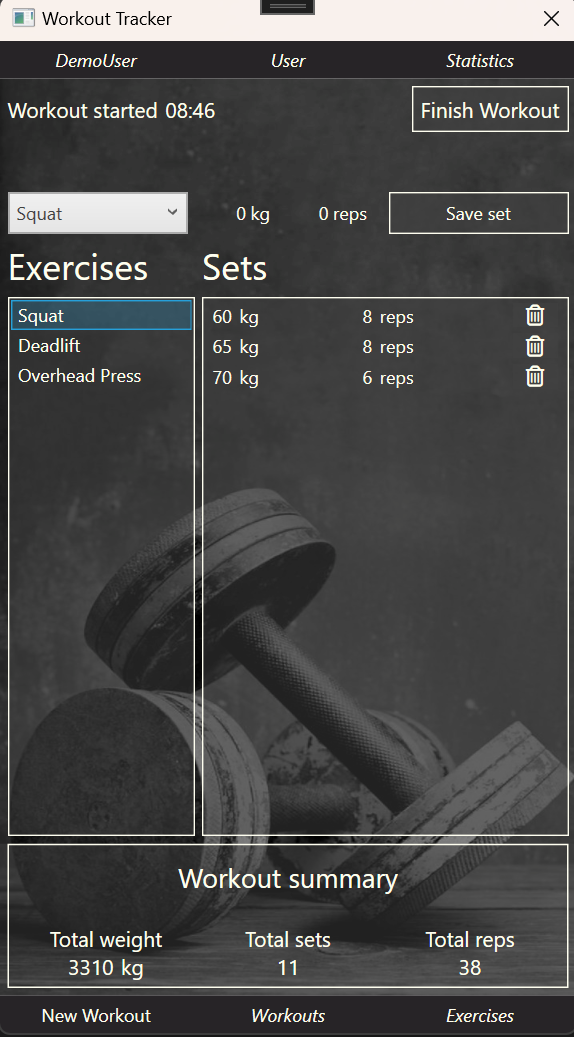 Workout Tracker
DemoUser User Statistics
Workout started 08:46 Finish Workout
Squat 0 kg 0 reps Save set
Exercises Sets
Squat 60 kg 8 reps
Deadlift 65 kg 8 reps
Overhead Press 70 kg 6 reps
Workout summary
Total weight Total sets Total reps
3310 kg 11 38
New Workout Workouts Exercises